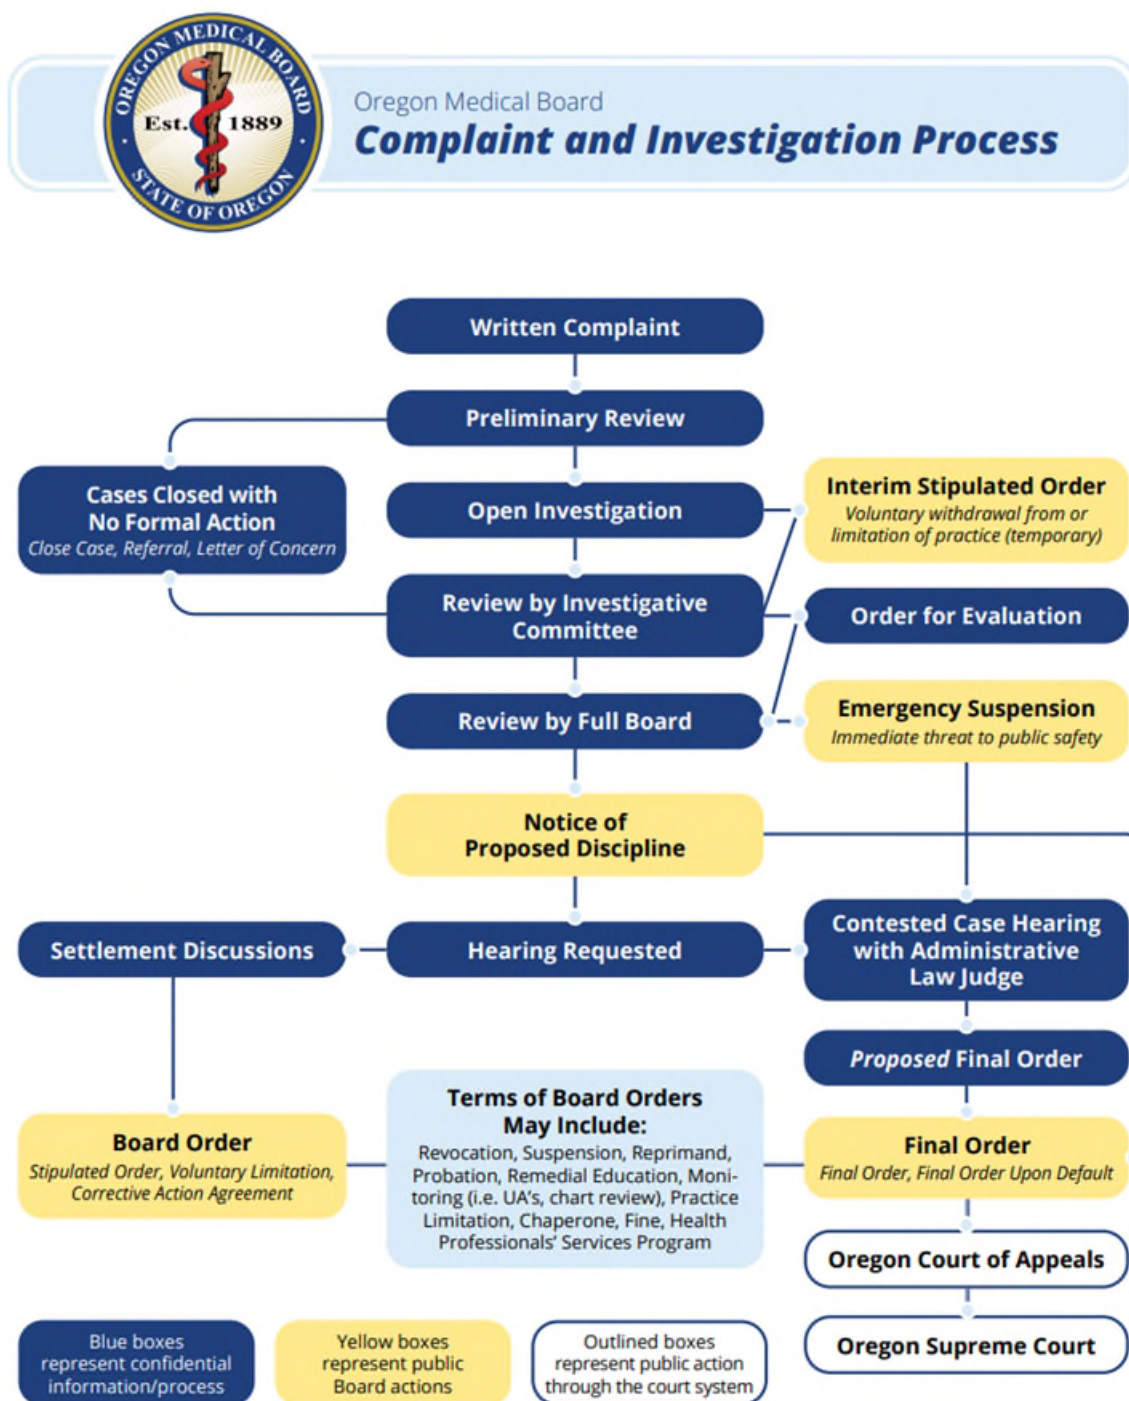 OREGON MEDICAL BOARD
Est. 1889
STATE OF OREGON
Oregon Medical Board
Complaint and Investigation Process
Written Complaint
Preliminary Review
Cases Closed with
No Formal Action
Close Case, Referral, Letter of Concern
Open Investigation
Interim Stipulated Order
Voluntary withdrawal from or
limitation of practice (temporary)
Review by Investigative
Committee
Order for Evaluation
Review by Full Board
Emergency Suspension
Immediate threat to public safety
Notice of
Proposed Discipline
Settlement Discussions
Hearing Requested
Contested Case Hearing
with Administrative
Law Judge
Proposed Final Order
Board Order
Stipulated Order, Voluntary Limitation,
Corrective Action Agreement
Terms of Board Orders
May Include:
Revocation, Suspension, Reprimand,
Probation, Remedial Education, Moni-
toring (i.e. UA's, chart review), Practice
Limitation, Chaperone, Fine, Health
Professionals' Services Program
Final Order
Final Order, Final Order Upon Default
Oregon Court of Appeals
Oregon Supreme Court
Blue boxes
represent confidential
information/process
Yellow boxes
represent public
Board actions
Outlined boxes
represent public action
through the court system